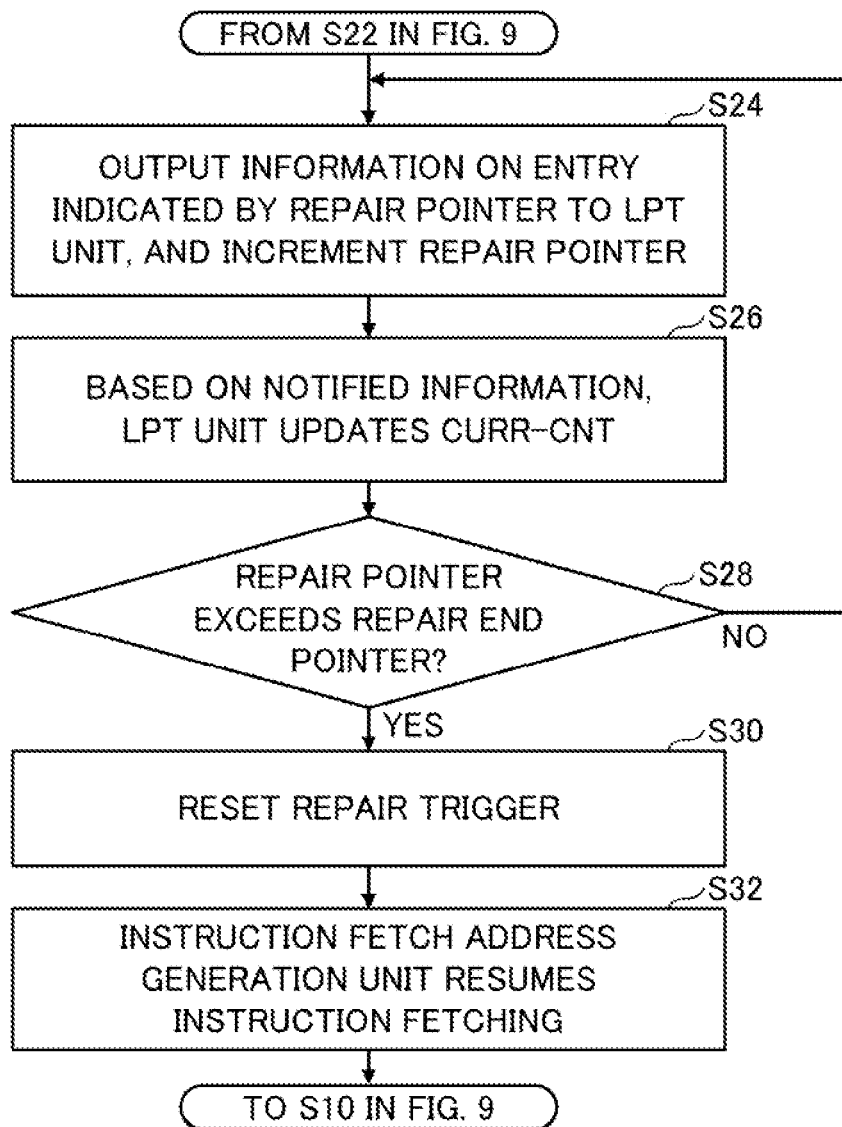 FROM S22 IN FIG. 9
S24
OUTPUT INFORMATION ON ENTRY
INDICATED BY REPAIR POINTER TO LPT
UNIT, AND INCREMENT REPAIR POINTER
S26
BASED ON NOTIFIED INFORMATION,
LPT UNIT UPDATES CURR-CNT
REPAIR POINTER
EXCEEDS REPAIR END
POINTER?
S28
NO
YES
S30
RESET REPAIR TRIGGER
S32
INSTRUCTION FETCH ADDRESS
GENERATION UNIT RESUMES
INSTRUCTION FETCHING
TO S10 IN FIG. 9